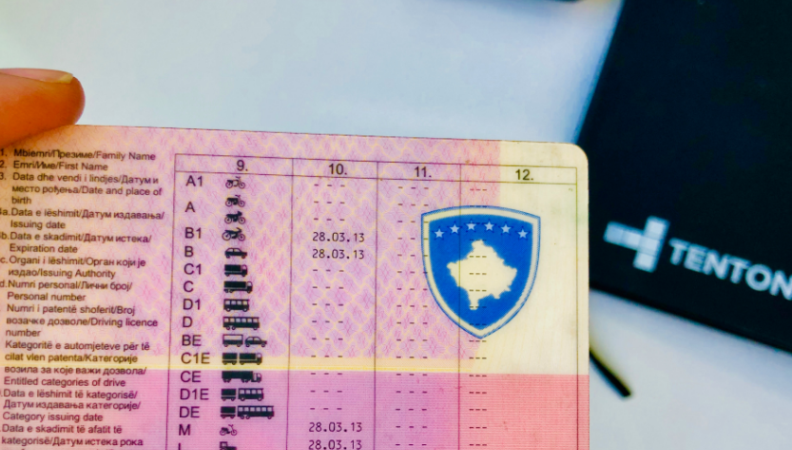 1. Mbiemri/Презиме/Family Name
2. Emri/Име/First Name
3. Data dhe vendi i lindjes/Датум и
место рођења/Date and place of
birth
a.Data e lëshimit/Датум издавања/
Issuing date
b.Data e skadimit/Датум истека/
Expiration date
c.Organi i lëshimit/Орган који је
издао/Issuing Authority
d.Numri personal/Лични број/
Personal number
Numri i patentë shoferit/Број
возачке дозволе/Driving licence
number
Kategoritë e automjeteve për të
cilat vlen patenta/Категорије
возила за које важи дозвола/
Entitled categories of drive
Data e lëshimit të kategorisë/
Датум издавања категорије/
Category issuing date
Data e skadimit të afatit të
kategorisë/Датум истека рока
9. 10. 11. 12.
A1 - - - - - - - - -
A - - - - - - - - -
B1 28.03.13 - - - - - -
B 28.03.13 - - - - - -
C1 - - - - - - - - -
C - - - - - - - - -
D1 - - - - - - - - -
D - - - - - - - - -
BE - - - - - - - - -
C1E - - - - - - - - -
CE - - - - - - - - -
D1E - - - - - - - - -
DE - - - - - - - - -
M 28.03.13 - - - - - -
L 28.03.13 - - -
TENTON